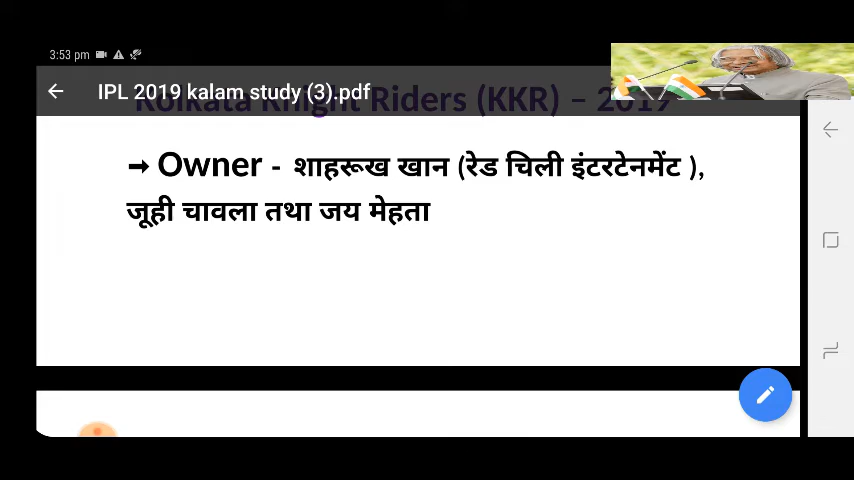 3:53 pm
IPL 2019 kalam study (3).pdf
Kolkata Knight Riders (KKR) – 2019
→ Owner - शाहरूख खान (रेड चिली इंटरटेनमेंट ),
जूही चावला तथा जय मेहता